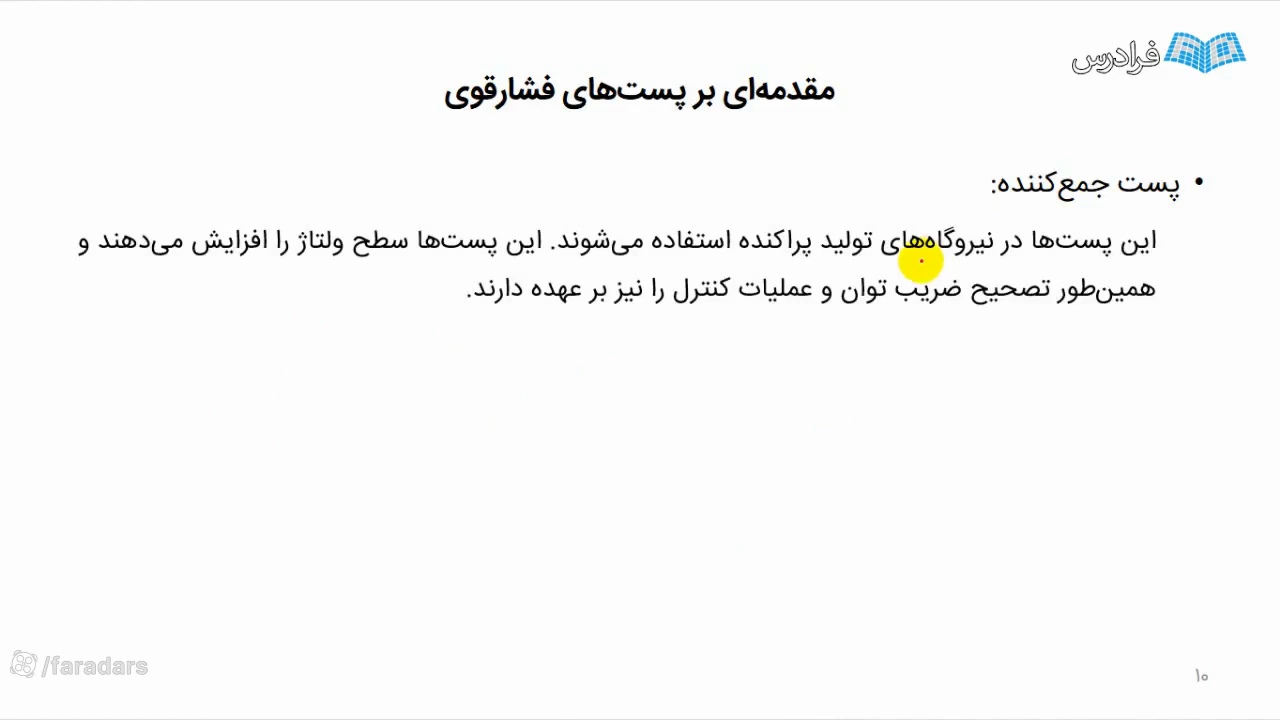 فرادرس
مقدمه‌ای بر پست‌های فشارقوی
• پست جمع‌کننده:
این پست‌ها در نیروگاه‌های تولید پراکنده استفاده می‌شوند. این پست‌ها سطح ولتاژ را افزایش می‌دهند و
همین‌طور تصحیح ضریب توان و عملیات کنترل را نیز بر عهده دارند.
/faradars
۱۰